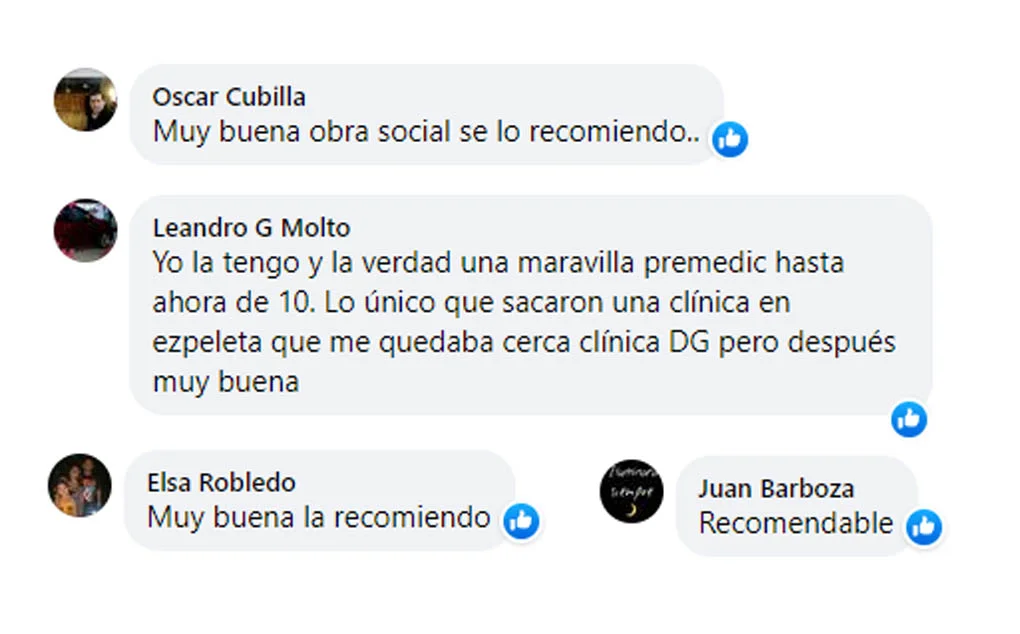 Oscar Cubilla
Muy buena obra social se lo recomiendo..
Leandro G Molto
Yo la tengo y la verdad una maravilla premedic hasta
ahora de 10. Lo único que sacaron una clínica en
ezpeleta que me quedaba cerca clínica DG pero después
muy buena
Elsa Robledo
Muy buena la recomiendo
siempre
Juan Barboza
Recomendable